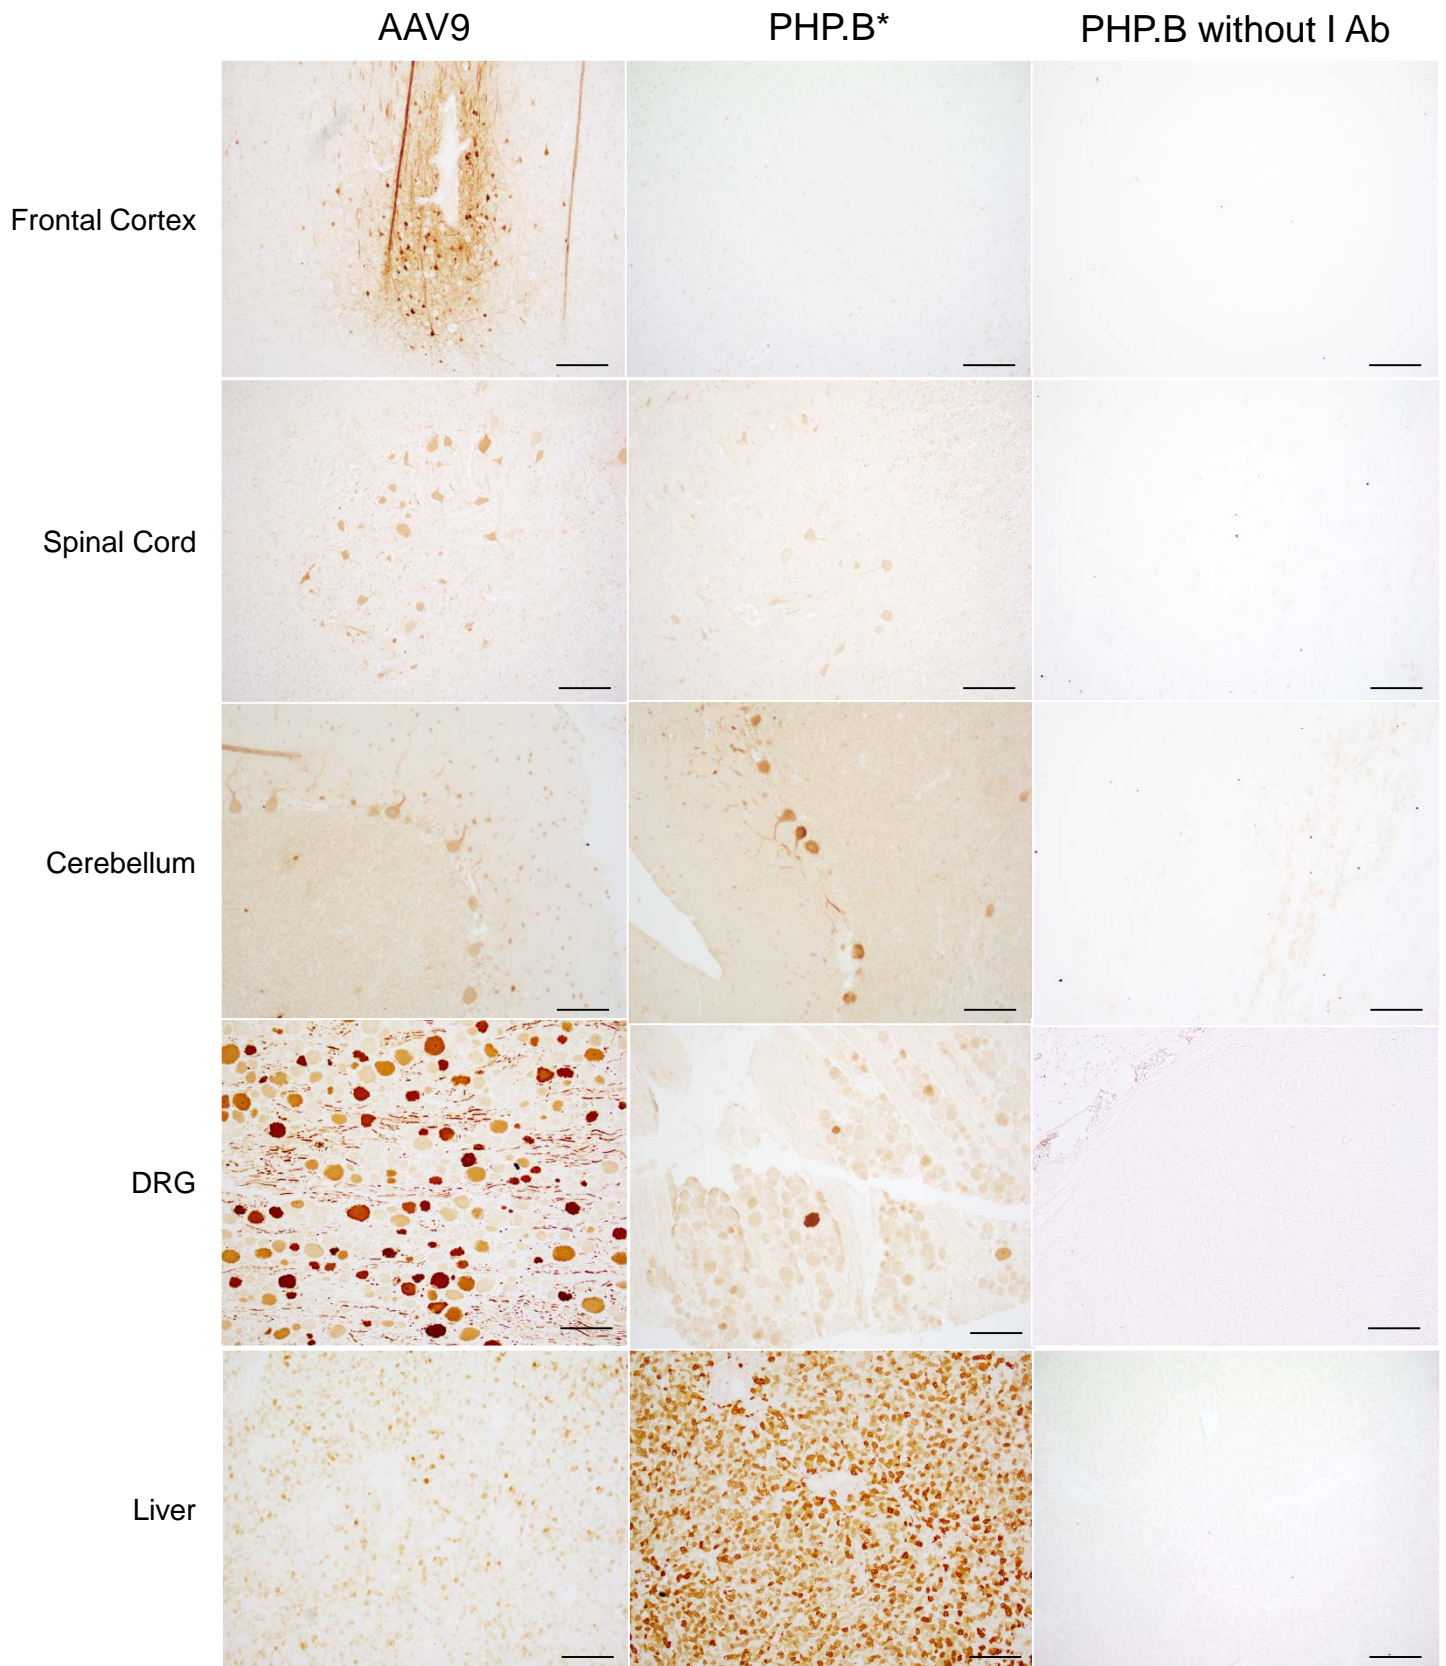 AAV9 PHP.B* PHP.B without I Ab
Frontal Cortex
Spinal Cord
Cerebellum
DRG
Liver